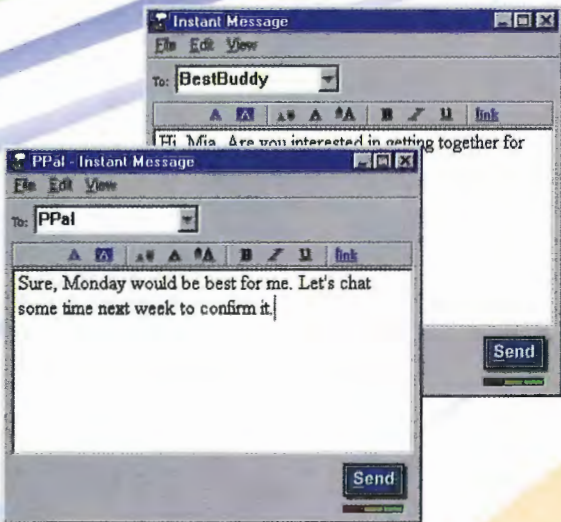 Instant Message
File Edit View
To: BestBuddy
A A A A A B I U link
Hi, Mia. Are you interested in getting together for
Send
PPal - Instant Message
File Edit View
To: PPal
A A A A A B I U link
Sure, Monday would be best for me. Let's chat
some time next week to confirm it.
Send